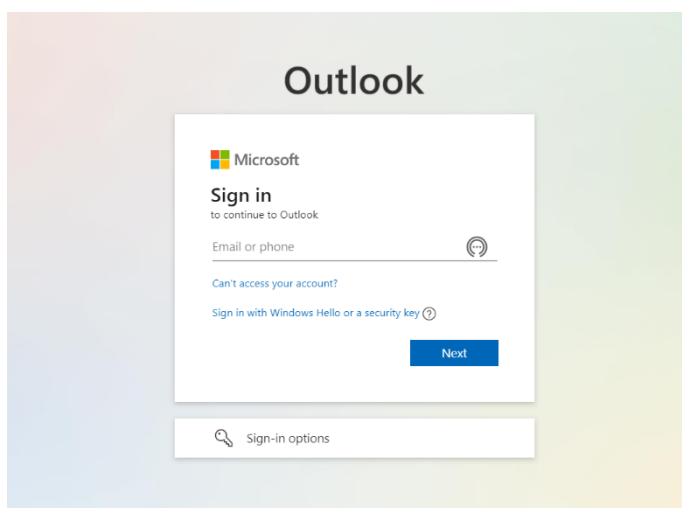 Outlook
Microsoft
Sign in
to continue to Outlook
Email or phone
Can't access your account?
Sign in with Windows Hello or a security key ?
Next
Sign-in options